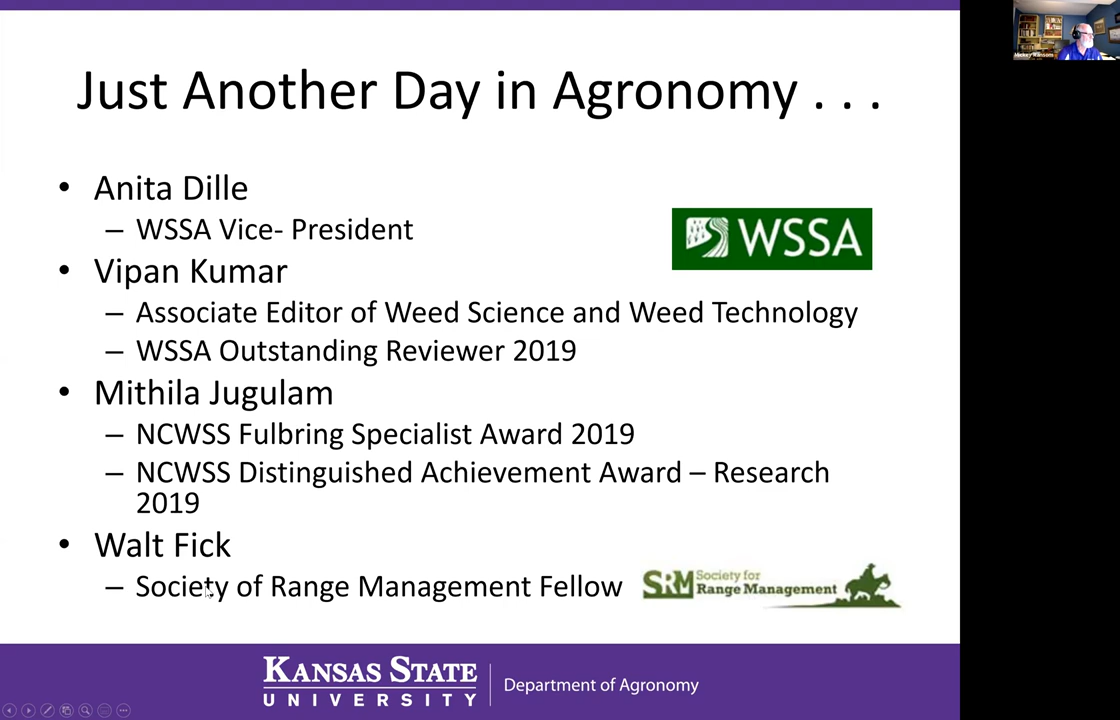 Just Another Day in Agronomy . . .
• Anita Dille
– WSSA Vice- President
WSSA
• Vipan Kumar
– Associate Editor of Weed Science and Weed Technology
– WSSA Outstanding Reviewer 2019
• Mithila Jugulam
– NCWSS Fulbring Specialist Award 2019
– NCWSS Distinguished Achievement Award – Research
2019
• Walt Fick
– Society of Range Management Fellow
SRM Society for
Range Management
KANSAS STATE
UNIVERSITY
Department of Agronomy
Mickey Ransom